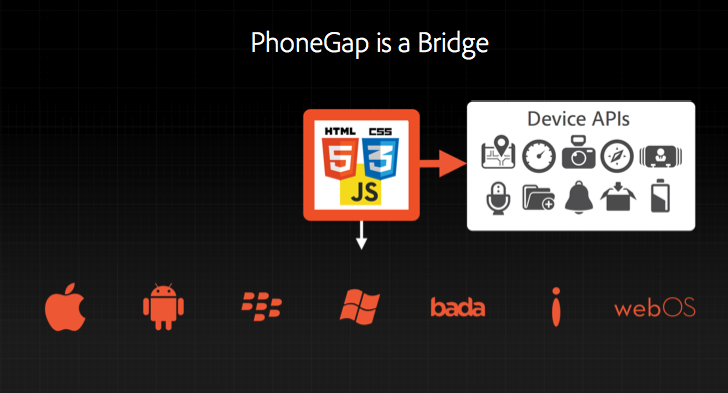 PhoneGap is a Bridge
Device APIs
HTML CSS
5 3
JS
bada
i
webOS